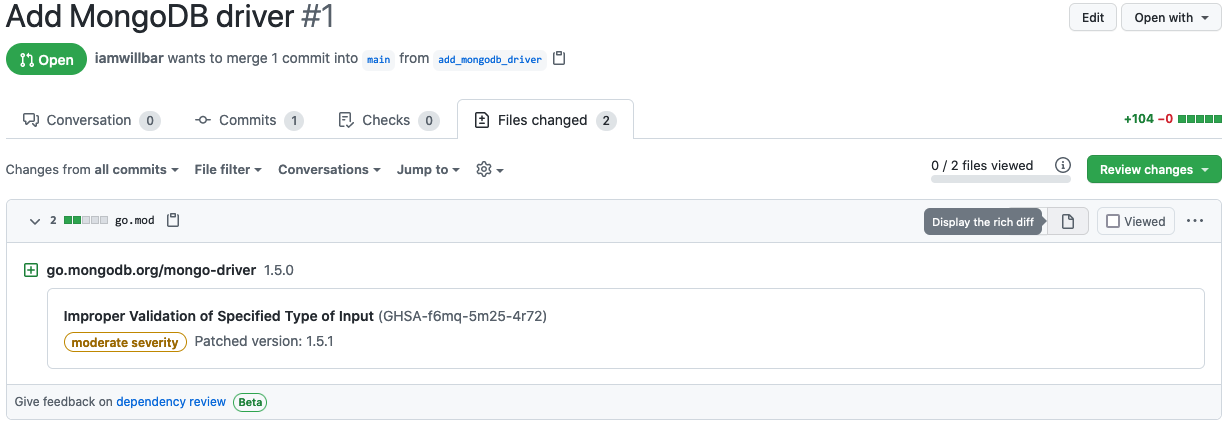 Add MongoDB driver #1
Edit
Open with
Open
iamwillbar wants to merge 1 commit into main from add_mongodb_driver
Conversation 0
Commits 1
Checks 0
Files changed 2
+104 −0
Changes from all commits
File filter
Conversations
Jump to
0 / 2 files viewed
Review changes
2 go.mod
Display the rich diff
Viewed
go.mongodb.org/mongo-driver 1.5.0
Improper Validation of Specified Type of Input (GHSA-f6mq-5m25-4r72)
moderate severity Patched version: 1.5.1
Give feedback on dependency review Beta